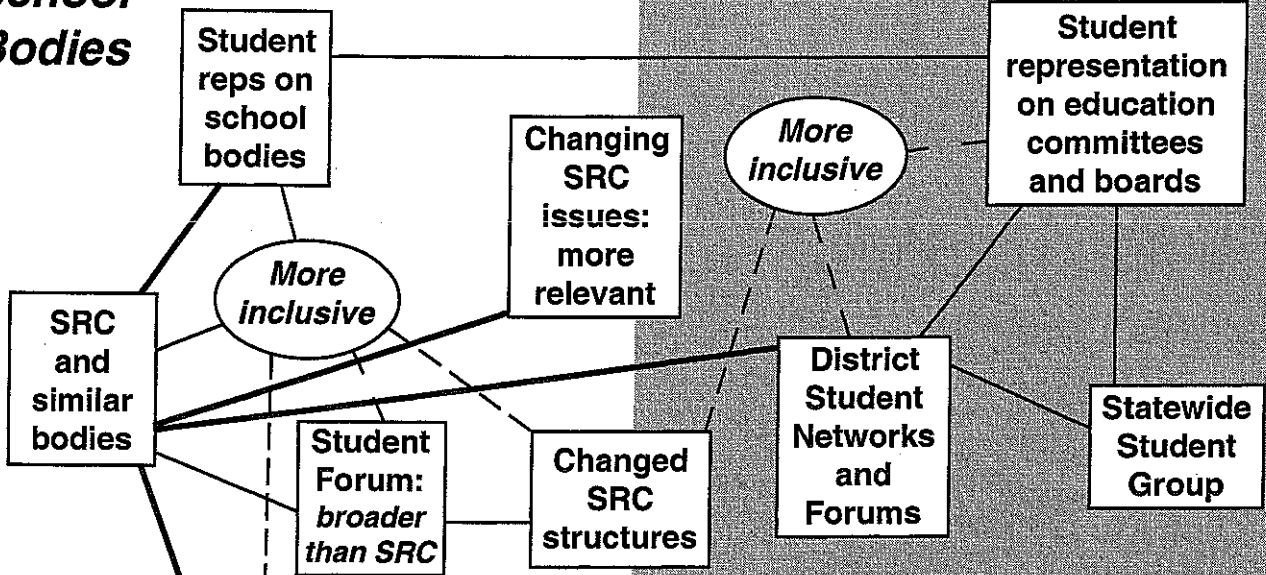 Bodies
Student
reps on
school
bodies
Student
representation
on education
committees
and boards
Changing
SRC
issues:
more
relevant
More
inclusive
More
inclusive
SRC
and
similar
bodies
Student
Forum:
broader
than SRC
Changed
SRC
structures
District
Student
Networks
and
Forums
Statewide
Student
Group